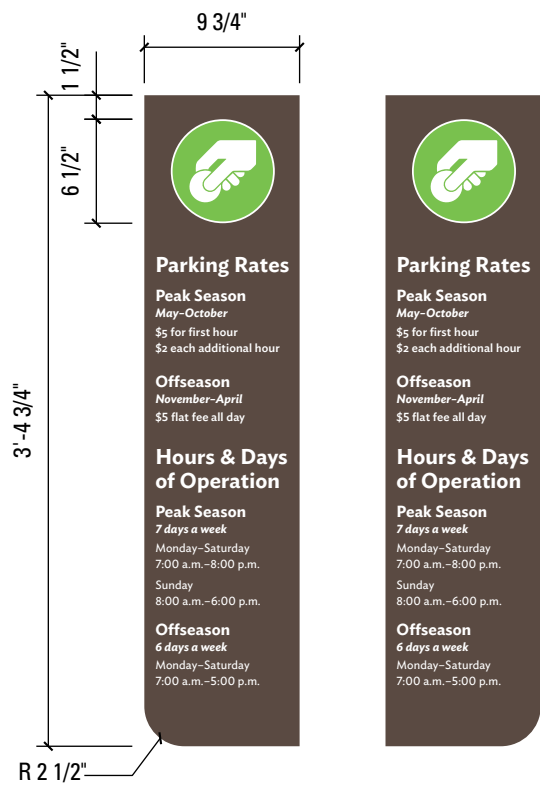 9 3/4"
1 1/2"
6 1/2"
3'-4 3/4"
R 2 1/2"
Parking Rates
Peak Season
May–October
$5 for first hour
$2 each additional hour
Offseason
November–April
$5 flat fee all day
Hours & Days
of Operation
Peak Season
7 days a week
Monday–Saturday
7:00 a.m.–8:00 p.m.
Sunday
8:00 a.m.–6:00 p.m.
Offseason
6 days a week
Monday–Saturday
7:00 a.m.–5:00 p.m.
Parking Rates
Peak Season
May–October
$5 for first hour
$2 each additional hour
Offseason
November–April
$5 flat fee all day
Hours & Days
of Operation
Peak Season
7 days a week
Monday–Saturday
7:00 a.m.–8:00 p.m.
Sunday
8:00 a.m.–6:00 p.m.
Offseason
6 days a week
Monday–Saturday
7:00 a.m.–5:00 p.m.